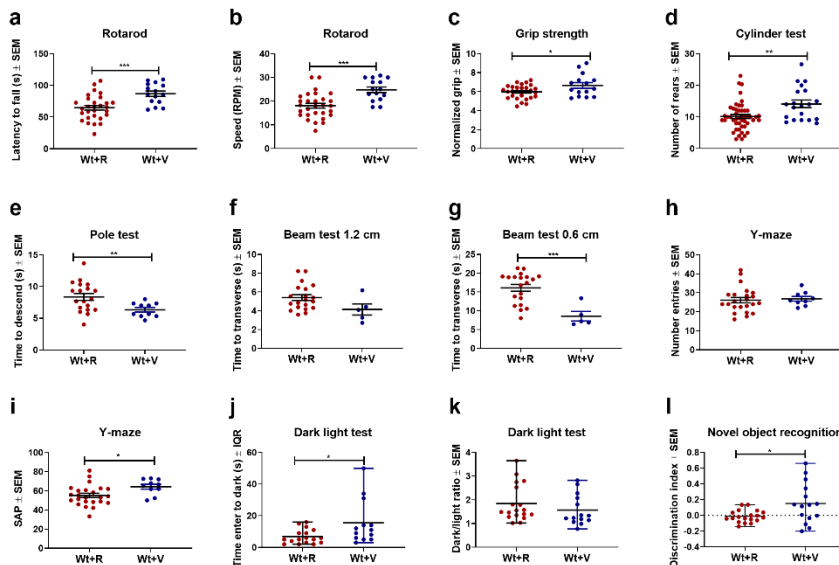 a
Rotarod
Latency to fall (s) ± SEM
150
100
50
0
***
Wt+R
Wt+V
b
Rotarod
Speed (RPM) ± SEM
40
30
20
10
0
***
Wt+R
Wt+V
c
Grip strength
Normalized grip ± SEM
10
8
6
4
2
0
*
Wt+R
Wt+V
d
Cylinder test
Number of rears ± SEM
30
20
10
0
**
Wt+R
Wt+V
e
Pole test
Time to descend (s) ± SEM
15
10
5
0
**
Wt+R
Wt+V
f
Beam test 1.2 cm
Time to transverse (s) ± SEM
10
8
6
4
2
0
Wt+R
Wt+V
g
Beam test 0.6 cm
Time to transverse (s) ± SEM
25
20
15
10
5
0
***
Wt+R
Wt+V
h
Y-maze
Number entries ± SEM
50
40
30
20
10
0
Wt+R
Wt+V
i
Y-maze
SAP ± SEM
100
80
60
40
20
0
*
Wt+R
Wt+V
j
Dark light test
Time enter to dark (s) ± IQR
60
40
20
0
*
Wt+R
Wt+V
k
Dark light test
Dark/light ratio ± SEM
4
3
2
1
0
Wt+R
Wt+V
l
Novel object recognition
Discrimination index ± SEM
0.8
0.6
0.4
0.2
0.0
-0.2
-0.4
*
Wt+R
Wt+V